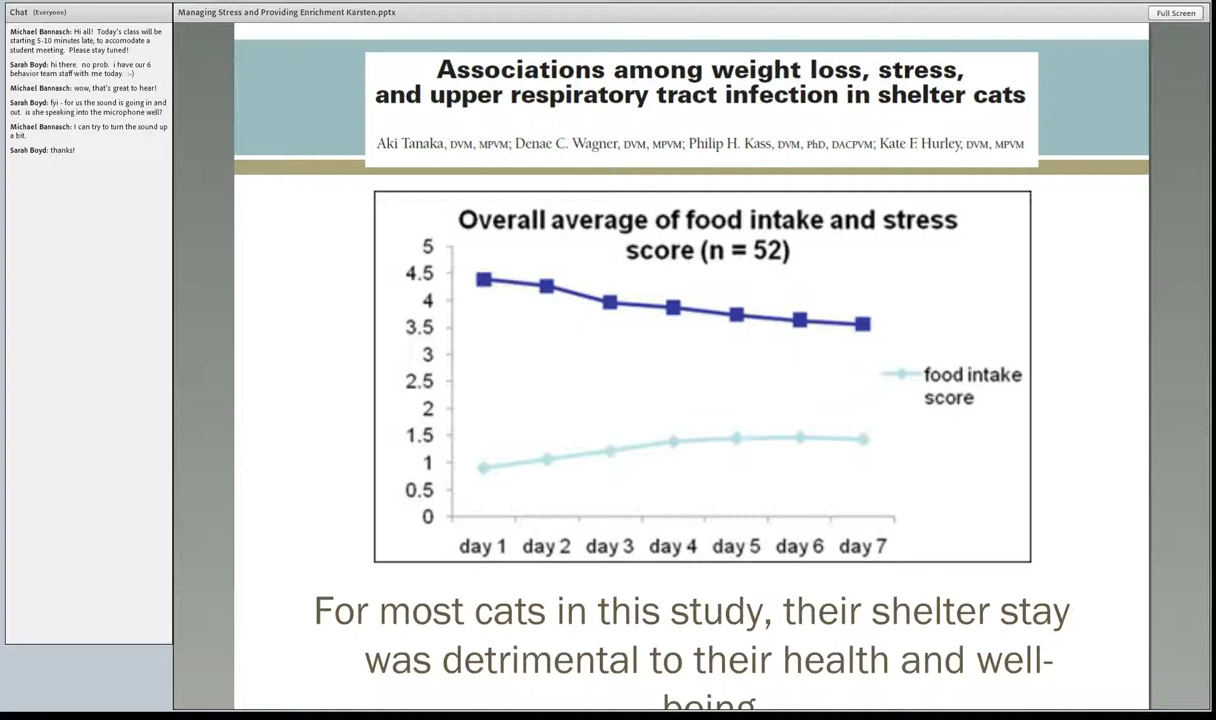 Chat (Everyone)
Michael Bannasch: Hi all! Today's class will be
starting 5-10 minutes late, to accomodate a
student meeting. Please stay tuned!
Sarah Boyd: hi there. no prob. i have our 6
behavior team staff with me today. :-)
Michael Bannasch: wow, that's great to hear!
Sarah Boyd: fyi - for us the sound is going in and
out. is she speaking into the microphone well?
Michael Bannasch: I can try to turn the sound up
a bit.
Sarah Boyd: thanks!
Managing Stress and Providing Enrichment Karsten.pptx
Full Screen
Associations among weight loss, stress,
and upper respiratory tract infection in shelter cats
Aki Tanaka, DVM, MPVM; Denae C. Wagner, DVM, MPVM; Philip H. Kass, DVM, PhD, DACPVM; Kate F. Hurley, DVM, MPVM
Overall average of food intake and stress
score (n = 52)
5
4.5
4
3.5
3
2.5
2
1.5
1
0.5
0
day 1 day 2 day 3 day 4 day 5 day 6 day 7
food intake
score
For most cats in this study, their shelter stay
was detrimental to their health and well-
being